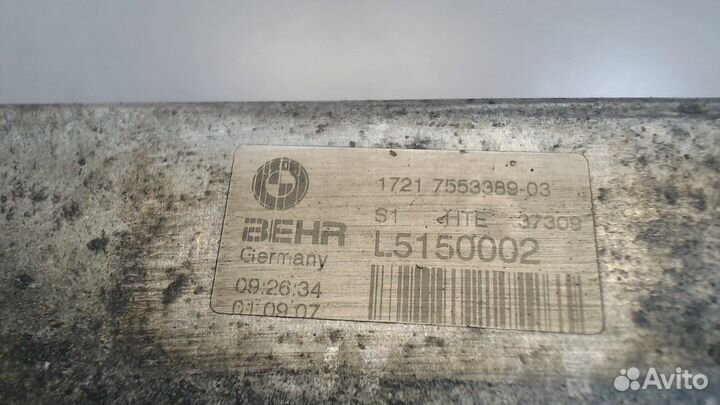 1721 7553389-03
S1 HTE 37309
BEHR
L5150002
Germany
09:26:34
01.09.07
Avito